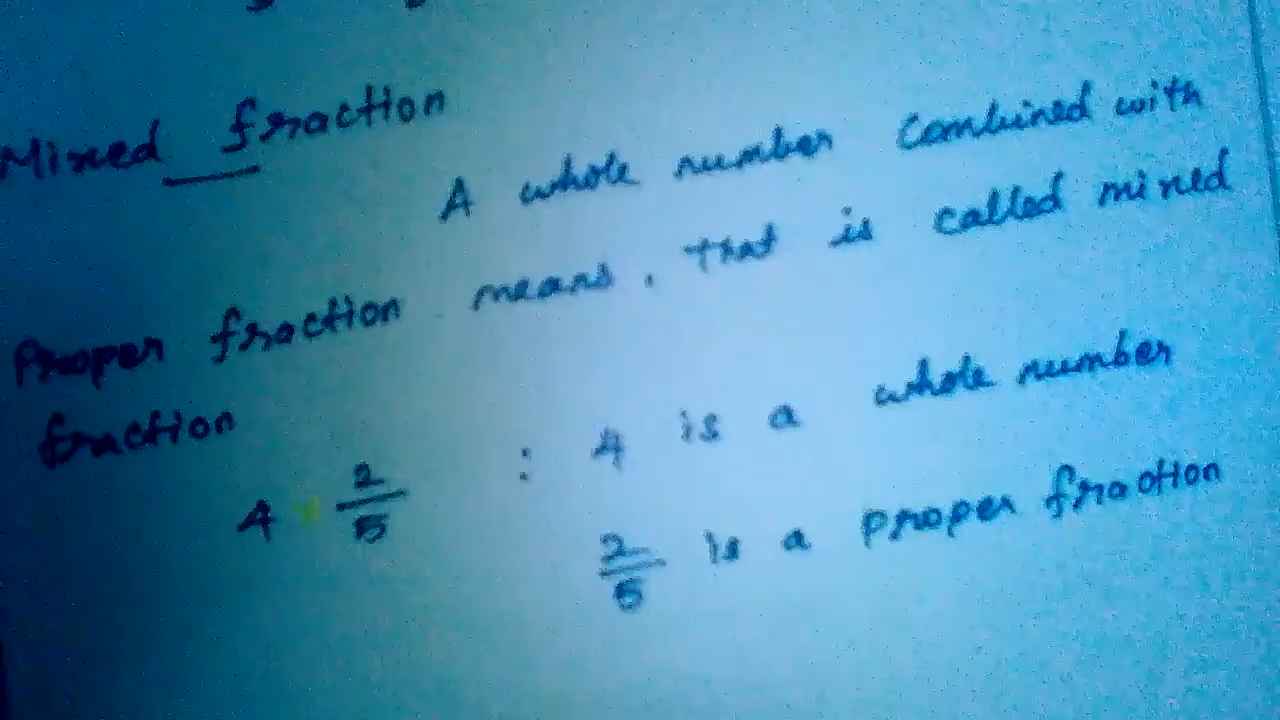 Mixed fraction
A whole number combined with
Proper fraction means, that is called mixed
fraction
4 2/5 : 4 is a whole number
2/5 is a proper fraction